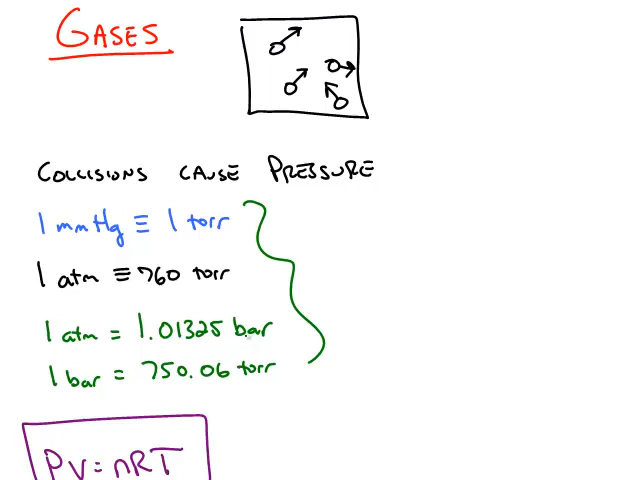 GASES
COLLISIONS CAUSE PRESSURE
1 mmHg ≡ 1 torr
1 atm ≡ 760 torr
1 atm = 1.01325 bar
1 bar = 750.06 torr
PV = nRT